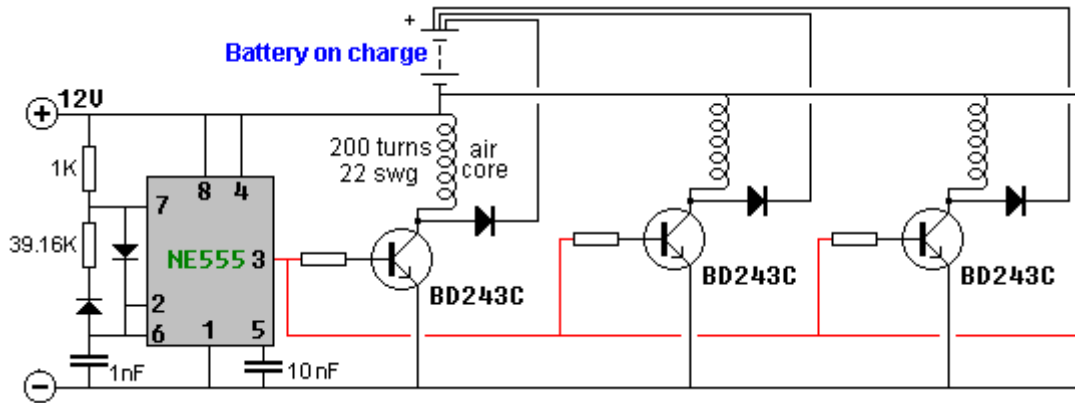 +
Battery on charge
+ 12V
1K
200 turns
22 swg
air
core
8 4
7
39.16K
NE555 3
2
6 1 5
BD243C
BD243C
BD243C
1nF
10nF
−